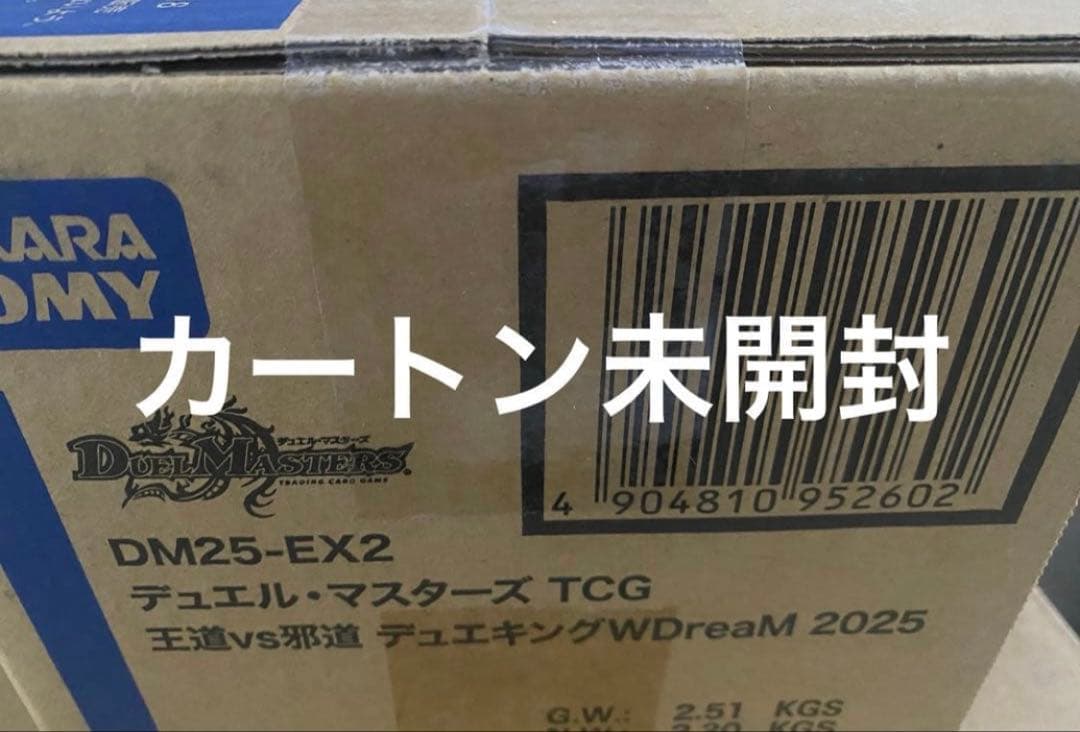 ARA
OMY
カートン未開封
デュエル・マスターズ
DUEL MASTERS
TRADING CARD GAME
4 904810 952602
DM25-EX2
デュエル・マスターズ TCG
王道vs邪道 デュエキングWDreaM 2025
G.W.: 2.51 KGS